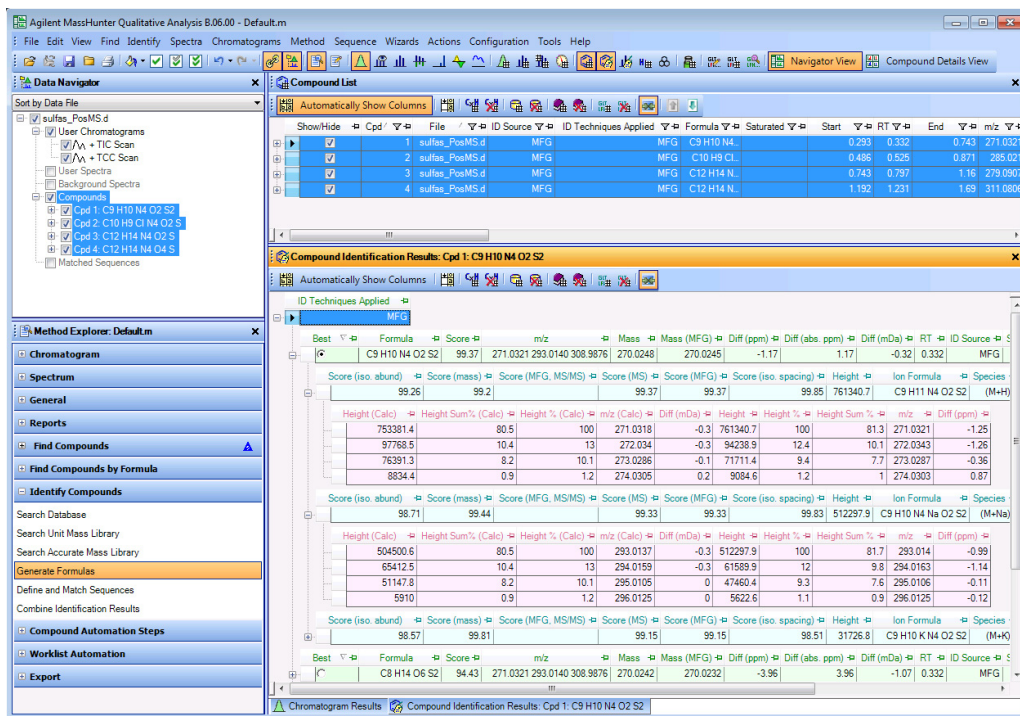 Agilent MassHunter Qualitative Analysis B.06.00 - Default.m
File Edit View Find Identify Spectra Chromatograms Method Sequence Wizards Actions Configuration Tools Help
Navigator View Compound Details View
Data Navigator
Sort by Data File
sulfas_PosMS.d
User Chromatograms
+ TIC Scan
+ TCC Scan
User Spectra
Background Spectra
Compounds
Cpd 1: C9 H10 N4 O2 S2
Cpd 2: C10 H9 Cl N4 O2 S
Cpd 3: C12 H14 N4 O2 S
Cpd 4: C12 H14 N4 O4 S
Matched Sequences
Method Explorer: Default.m
Chromatogram
Spectrum
General
Reports
Find Compounds
Find Compounds by Formula
Identify Compounds
Search Database
Search Unit Mass Library
Search Accurate Mass Library
Generate Formulas
Define and Match Sequences
Combine Identification Results
Compound Automation Steps
Worklist Automation
Export
Compound List
Automatically Show Columns
Show/Hide Cpd File ID Source ID Techniques Applied Formula Saturated Start RT End m/z
1 sulfas_PosMS.d MFG MFG C9 H10 N4.. 0.293 0.332 0.743 271.0321
2 sulfas_PosMS.d MFG MFG C10 H9 Cl.. 0.486 0.525 0.871 285.021
3 sulfas_PosMS.d MFG MFG C12 H14 N.. 0.743 0.797 1.16 279.0907
4 sulfas_PosMS.d MFG MFG C12 H14 N.. 1.192 1.231 1.69 311.0806
Compound Identification Results: Cpd 1: C9 H10 N4 O2 S2
Automatically Show Columns
ID Techniques Applied
MFG
Best Formula Score m/z Mass Mass (MFG) Diff (ppm) Diff (abs. ppm) Diff (mDa) RT ID Source S
C9 H10 N4 O2 S2 99.37 271.0321 293.0140 308.9876 270.0248 270.0245 -1.17 1.17 -0.32 0.332 MFG
Score (iso. abund) Score (mass) Score (MFG, MS/MS) Score (MS) Score (MFG) Score (iso. spacing) Height Ion Formula Species
99.26 99.2 99.37 99.37 99.85 761340.7 C9 H11 N4 O2 S2 (M+H)
Height (Calc) Height Sum% (Calc) Height % (Calc) m/z (Calc) Diff (mDa) Height Height % Height Sum % m/z Diff (ppm)
753381.4 80.5 100 271.0318 -0.3 761340.7 100 81.3 271.0321 -1.25
97768.5 10.4 13 272.034 -0.3 94238.9 12.4 10.1 272.0343 -1.26
76391.3 8.2 10.1 273.0286 -0.1 71711.4 9.4 7.7 273.0287 -0.36
8834.4 0.9 1.2 274.0305 0.2 9084.6 1.2 1 274.0303 0.87
Score (iso. abund) Score (mass) Score (MFG, MS/MS) Score (MS) Score (MFG) Score (iso. spacing) Height Ion Formula Species
98.71 99.44 99.33 99.33 99.83 512297.9 C9 H10 N4 Na O2 S2 (M+Na)
Height (Calc) Height Sum% (Calc) Height % (Calc) m/z (Calc) Diff (mDa) Height Height % Height Sum % m/z Diff (ppm)
504500.6 80.5 100 293.0137 -0.3 512297.9 100 81.7 293.014 -0.99
65412.5 10.4 13 294.0159 -0.3 61589.9 12 9.8 294.0163 -1.14
51147.8 8.2 10.1 295.0105 0 47460.4 9.3 7.6 295.0106 -0.11
5910 0.9 1.2 296.0125 0 5622.6 1.1 0.9 296.0125 -0.12
Score (iso. abund) Score (mass) Score (MFG, MS/MS) Score (MS) Score (MFG) Score (iso. spacing) Height Ion Formula Species
98.57 99.81 99.15 99.15 98.51 31726.8 C9 H10 K N4 O2 S2 (M+K)
Best Formula Score m/z Mass Mass (MFG) Diff (ppm) Diff (abs. ppm) Diff (mDa) RT ID Source S
C8 H14 O6 S2 94.43 271.0321 293.0140 308.9876 270.0242 270.0232 -3.96 3.96 -1.07 0.332 MFG
Chromatogram Results Compound Identification Results: Cpd 1: C9 H10 N4 O2 S2